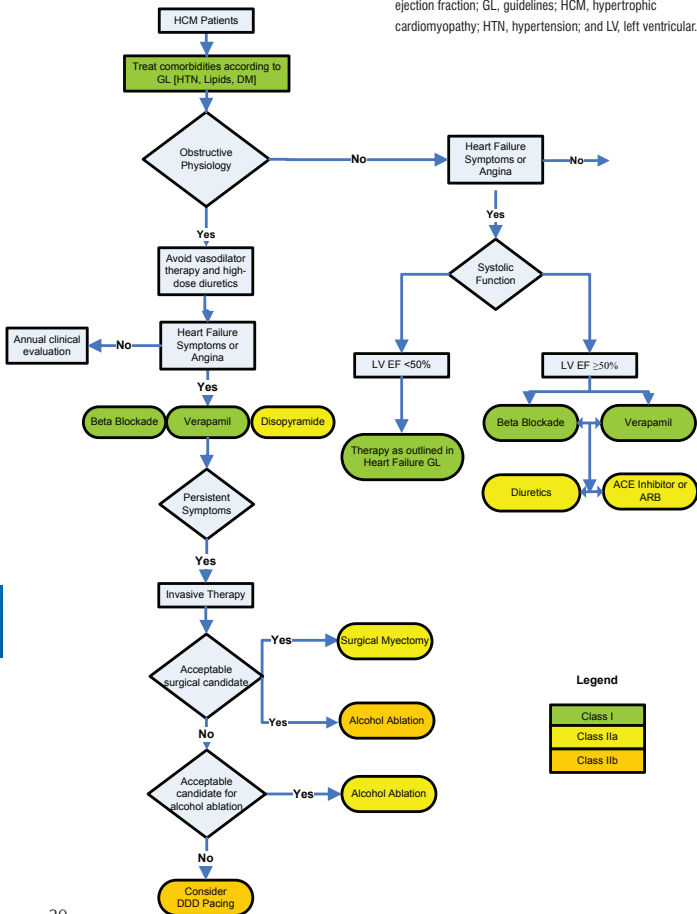 ejection fraction; GL, guidelines; HCM, hypertrophic
cardiomyopathy; HTN, hypertension; and LV, left ventricular.
HCM Patients
Treat comorbidities according to
GL [HTN, Lipids, DM]
Obstructive
Physiology
No
Heart Failure
Symptoms or
Angina
No
Yes
Yes
Avoid vasodilator
therapy and high-
dose diuretics
Systolic
Function
Annual clinical
evaluation
No
Heart Failure
Symptoms or
Angina
LV EF <50%
LV EF ≥50%
Yes
Beta Blockade
Verapamil
Disopyramide
Beta Blockade
Verapamil
Therapy as outlined in
Heart Failure GL
Diuretics
ACE Inhibitor or
ARB
Persistent
Symptoms
Yes
Invasive Therapy
Acceptable
surgical candidate
Yes
Surgical Myectomy
Yes
Alcohol Ablation
No
Legend
Class I
Class IIa
Class IIb
Acceptable
candidate for
alcohol ablation
Yes
Alcohol Ablation
No
Consider
DDD Pacing